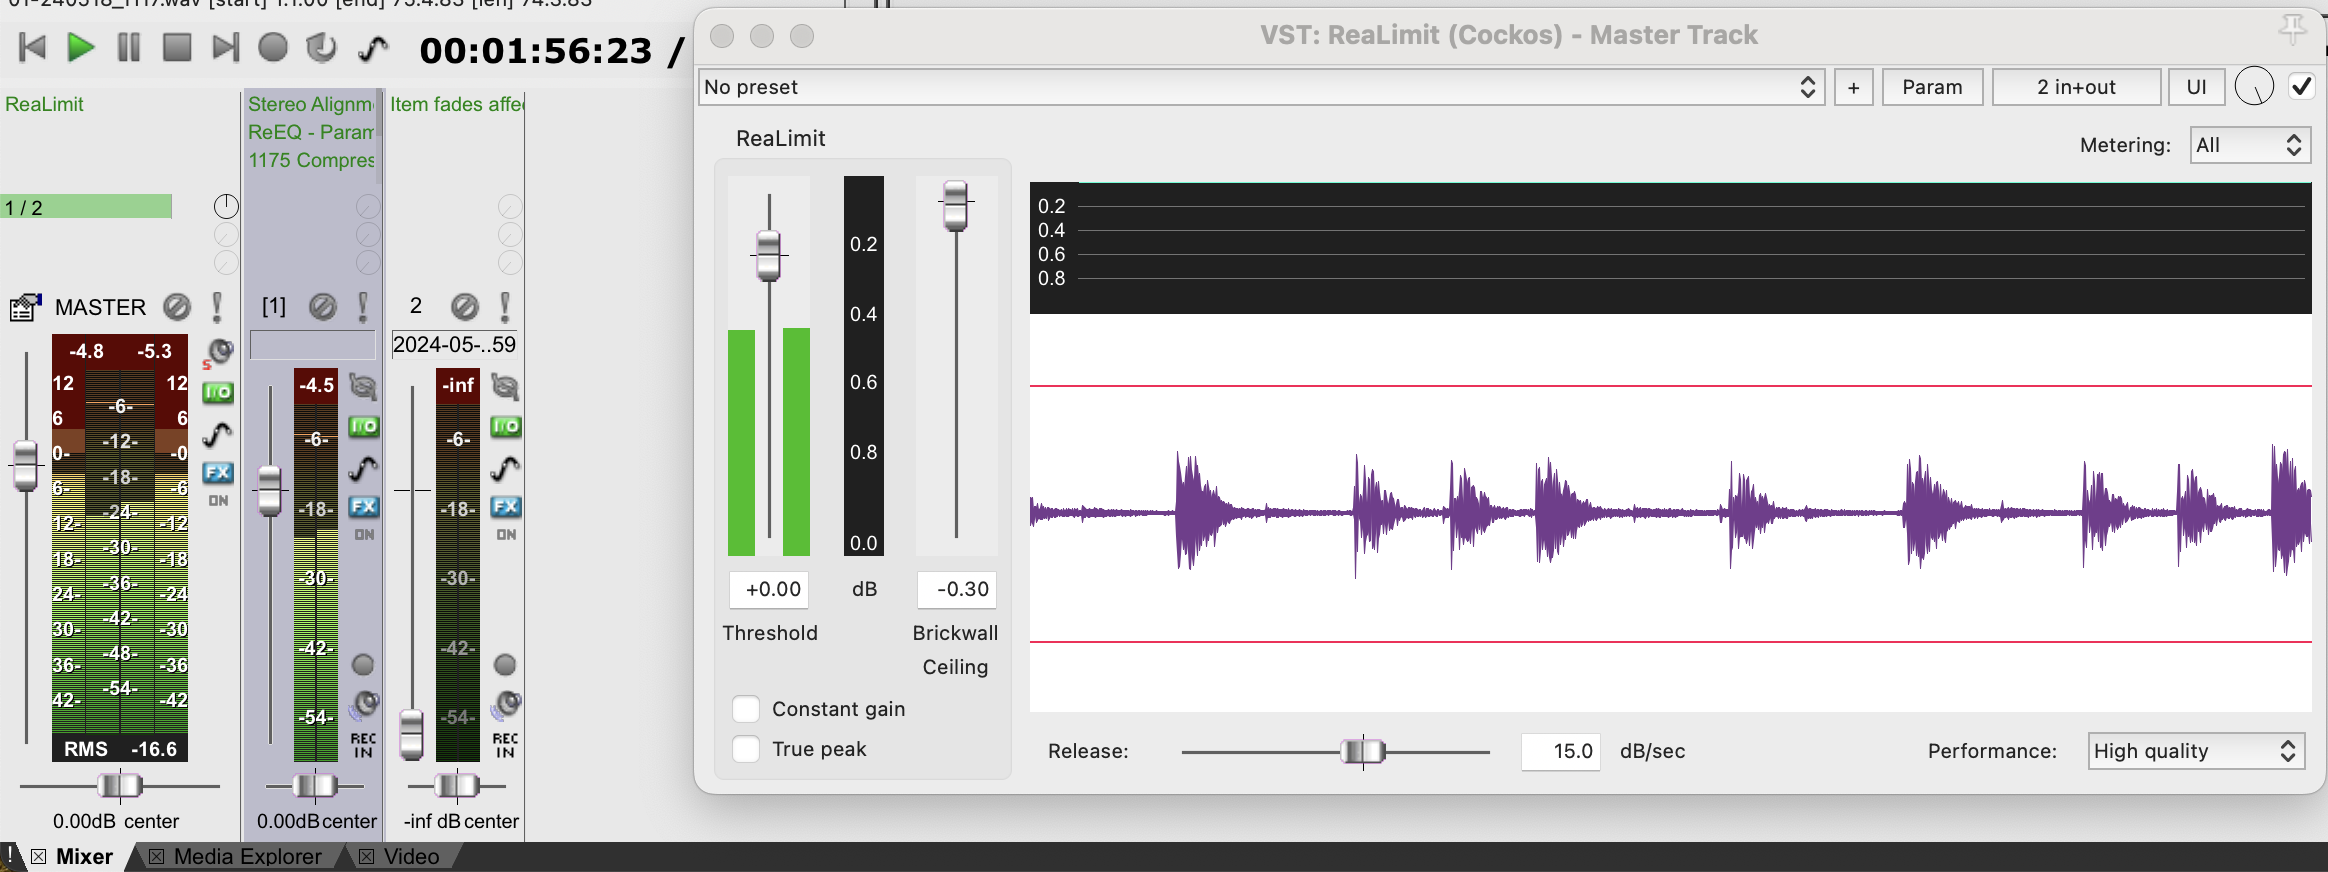 01-240518_1117.wav [start] 1.1.00 [end] 75.4.83 [len] 74.3.83
00:01:56:23 /
ReaLimit
Stereo Alignm
ReEQ - Param
1175 Compres
Item fades affe
1 / 2
MASTER
[1]
2
2024-05-..59
-4.8 -5.3
12 12
6 6
0- -0
6- -6
12- -12
18- -18
24- -24
30- -30
36- -36
42- -42
-6-
-12-
-18-
-24-
-30-
-36-
-42-
-48-
-54-
RMS -16.6
S
I/O
FX
ON
-4.5
-6-
-18-
-30-
-42-
-54-
I/O
FX
ON
REC
IN
-inf
-6-
-18-
-30-
-42-
-54-
I/O
FX
ON
REC
IN
0.00dB center
0.00dB center
-inf dB center
! Mixer
Media Explorer
Video
VST: ReaLimit (Cockos) - Master Track
No preset
+
Param
2 in+out
UI
ReaLimit
Metering:
All
0.2
0.4
0.6
0.8
0.0
0.2
0.4
0.6
0.8
+0.00
dB
-0.30
Threshold
Brickwall
Ceiling
Constant gain
True peak
Release:
15.0
dB/sec
Performance:
High quality